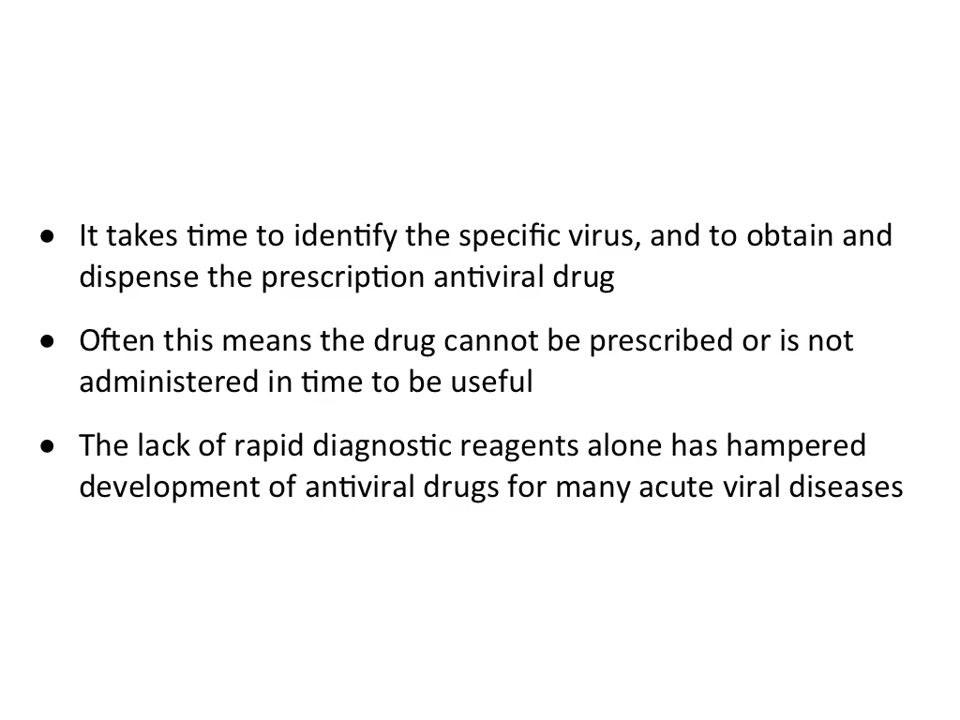 ● It takes time to identify the specific virus, and to obtain and
dispense the prescription antiviral drug
● Often this means the drug cannot be prescribed or is not
administered in time to be useful
● The lack of rapid diagnostic reagents alone has hampered
development of antiviral drugs for many acute viral diseases